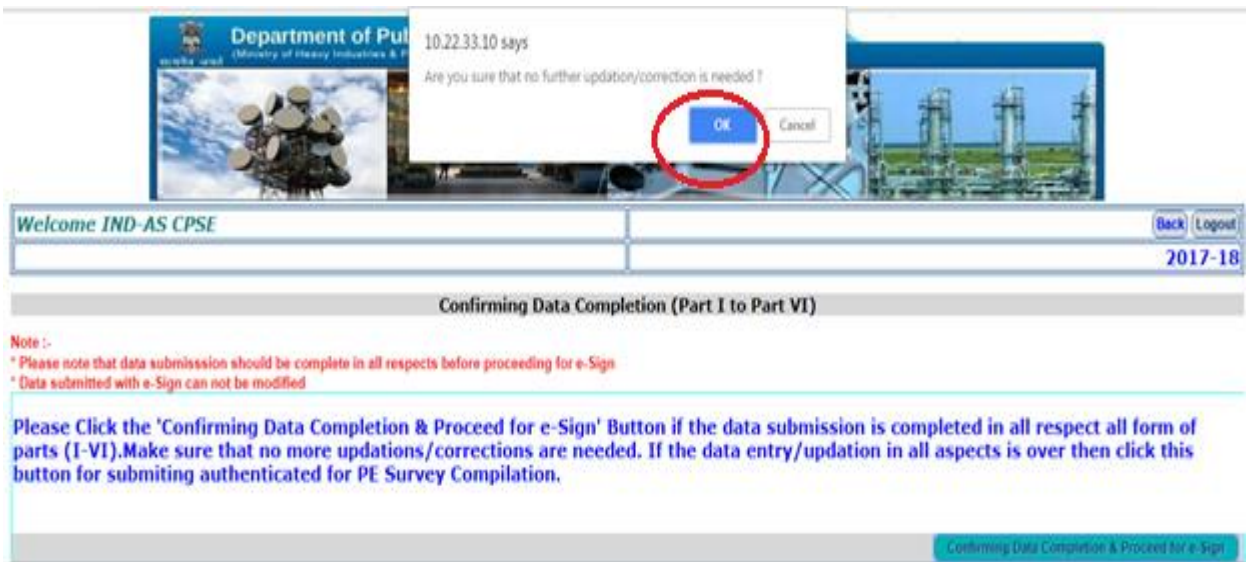 Department of Pub
(Ministry of Heavy Industries & P
10.22.33.10 says
Are you sure that no further updation/correction is needed ?
OK
Cancel
Welcome IND-AS CPSE
Back Logout
2017-18
Confirming Data Completion (Part I to Part VI)
Note :-
* Please note that data submisssion should be complete in all respects before proceeding for e-Sign
* Data submitted with e-Sign can not be modified
Please Click the 'Confirming Data Completion & Proceed for e-Sign' Button if the data submission is completed in all respect all form of
parts (I-VI).Make sure that no more updations/corrections are needed. If the data entry/updation in all aspects is over then click this
button for submiting authenticated for PE Survey Compilation.
Confirming Data Completion & Proceed for e-Sign